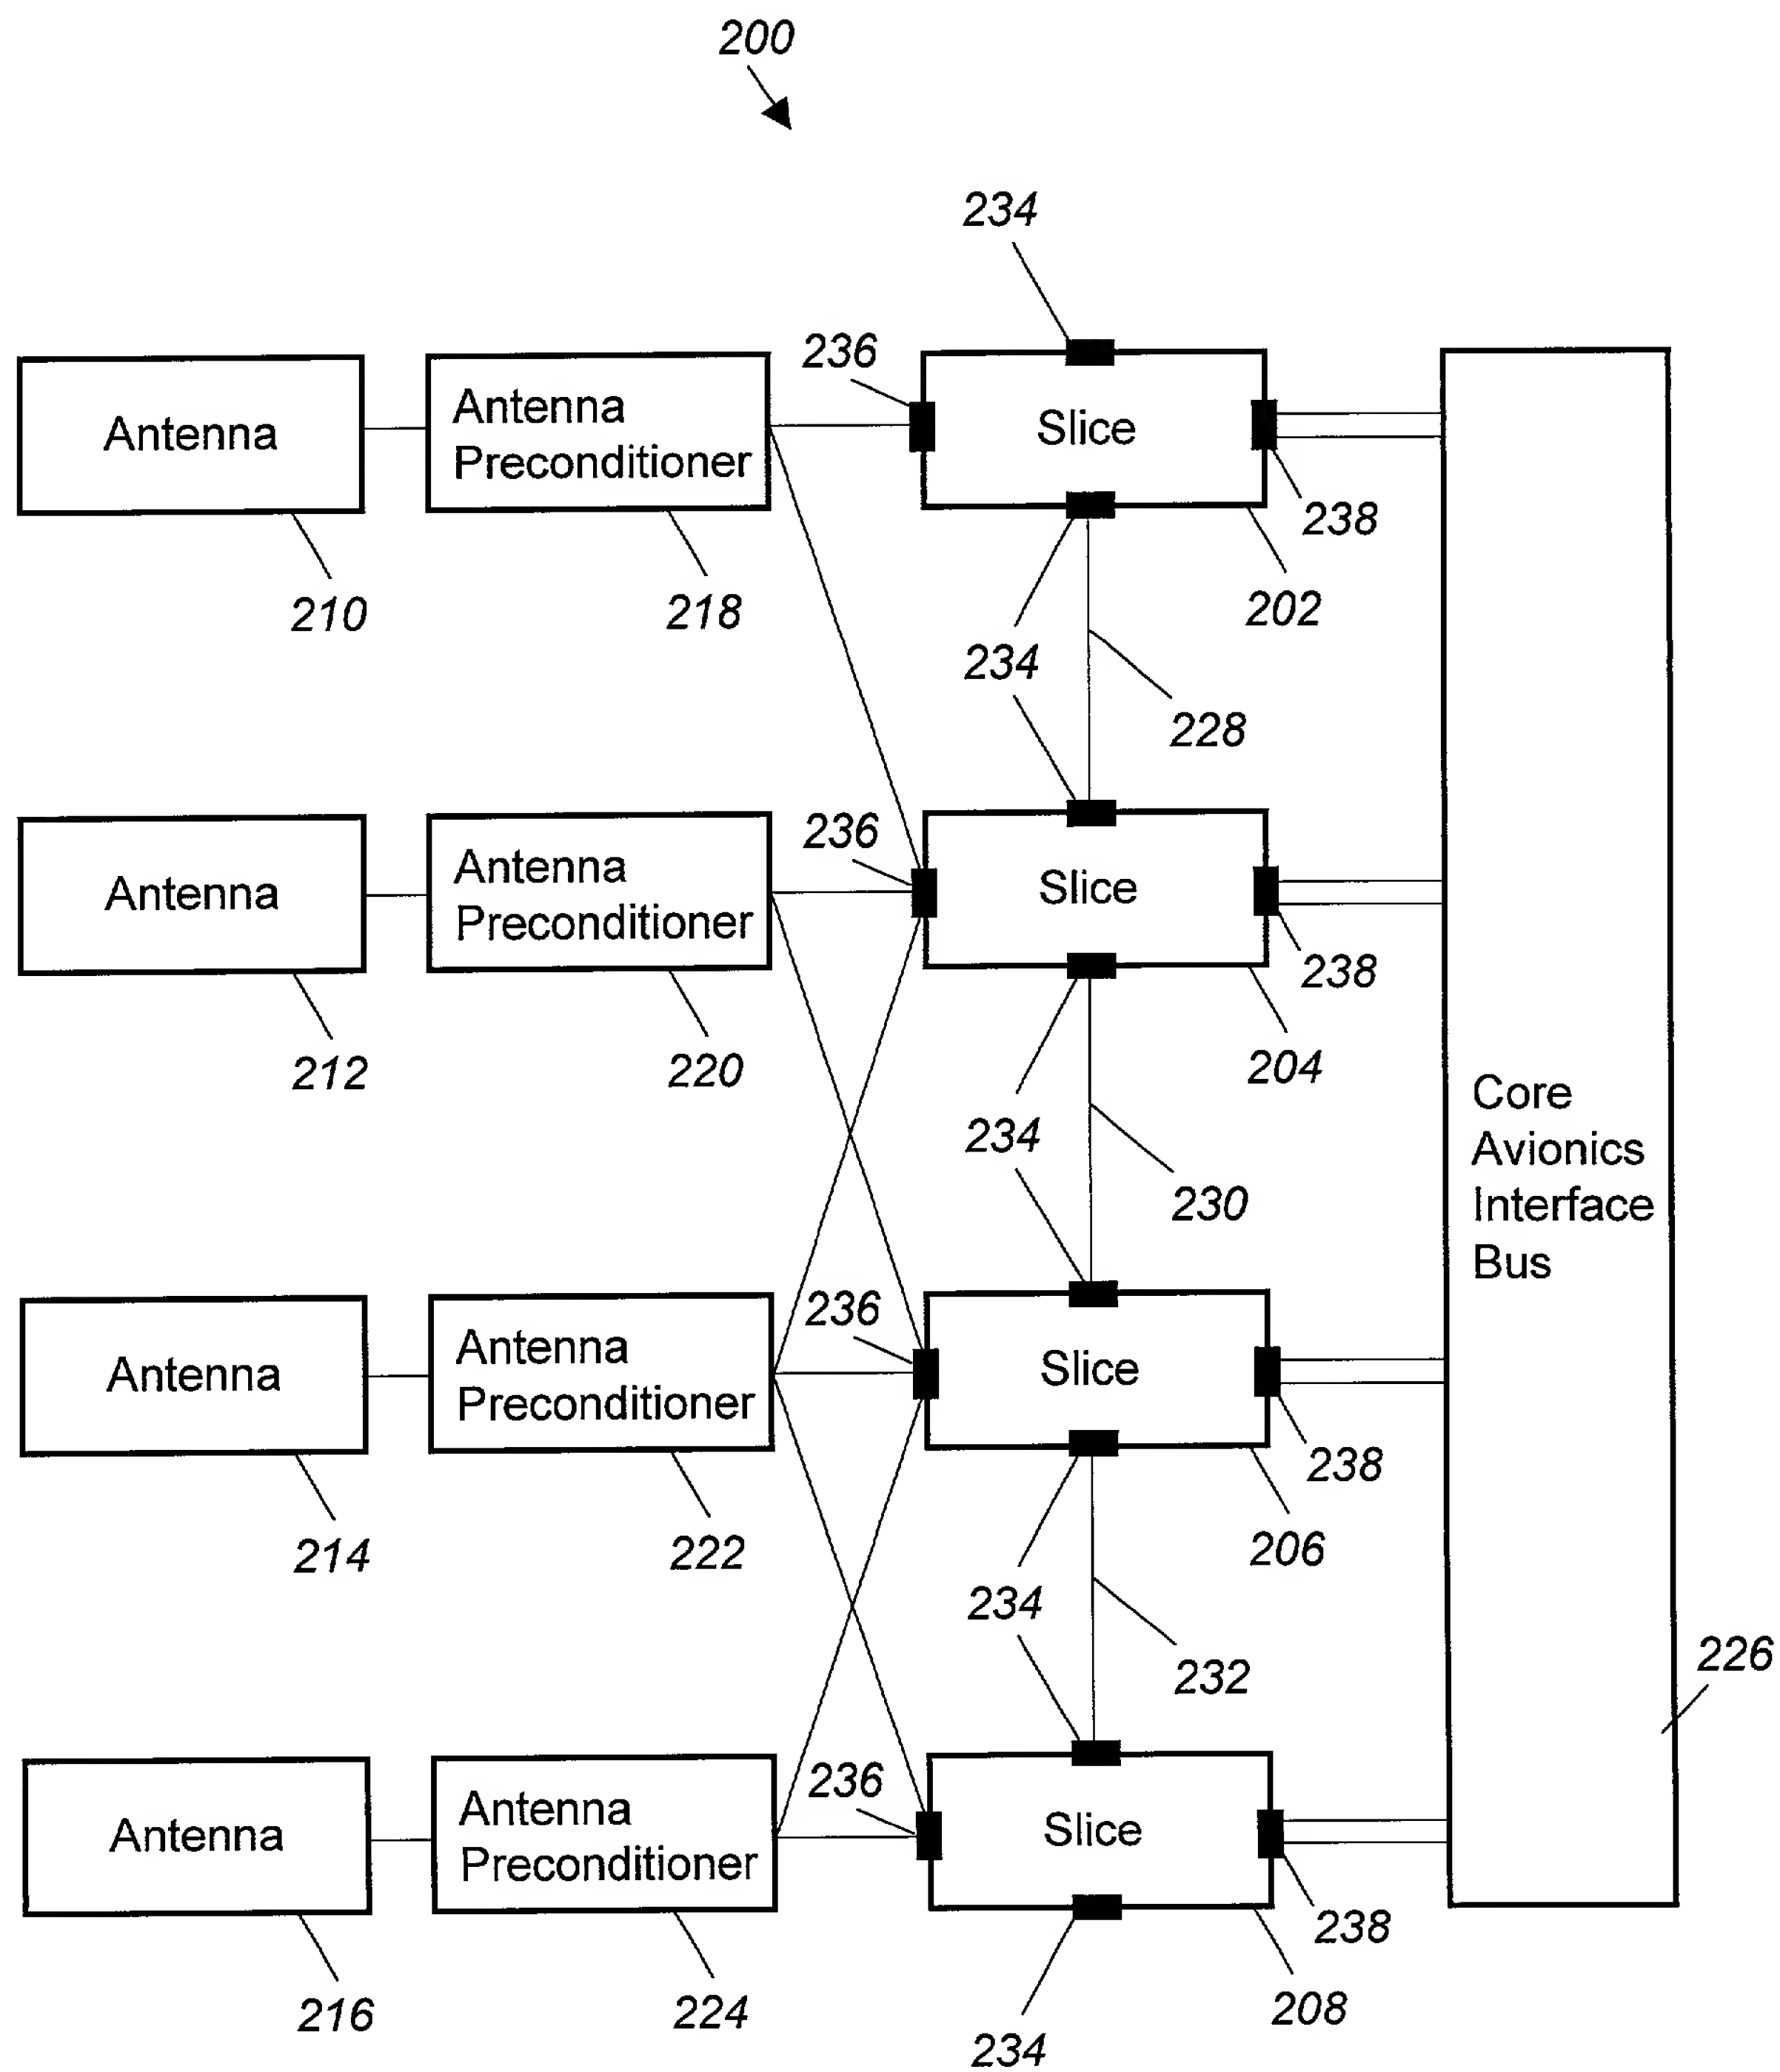 200
234
236
Antenna
Antenna
Preconditioner
Slice
238
210
218
202
234
228
236
Antenna
Antenna
Preconditioner
Slice
238
212
220
204
234
230
Core
Avionics
Interface
Bus
236
Antenna
Antenna
Preconditioner
Slice
238
214
222
206
234
232
226
236
Antenna
Antenna
Preconditioner
Slice
238
216
224
208
234